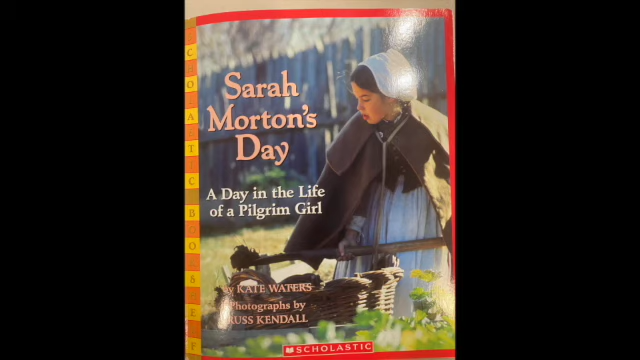 Sarah
Morton's
Day
A Day in the Life
of a Pilgrim Girl
by KATE WATERS
Photographs by
RUSS KENDALL
SCHOLASTIC